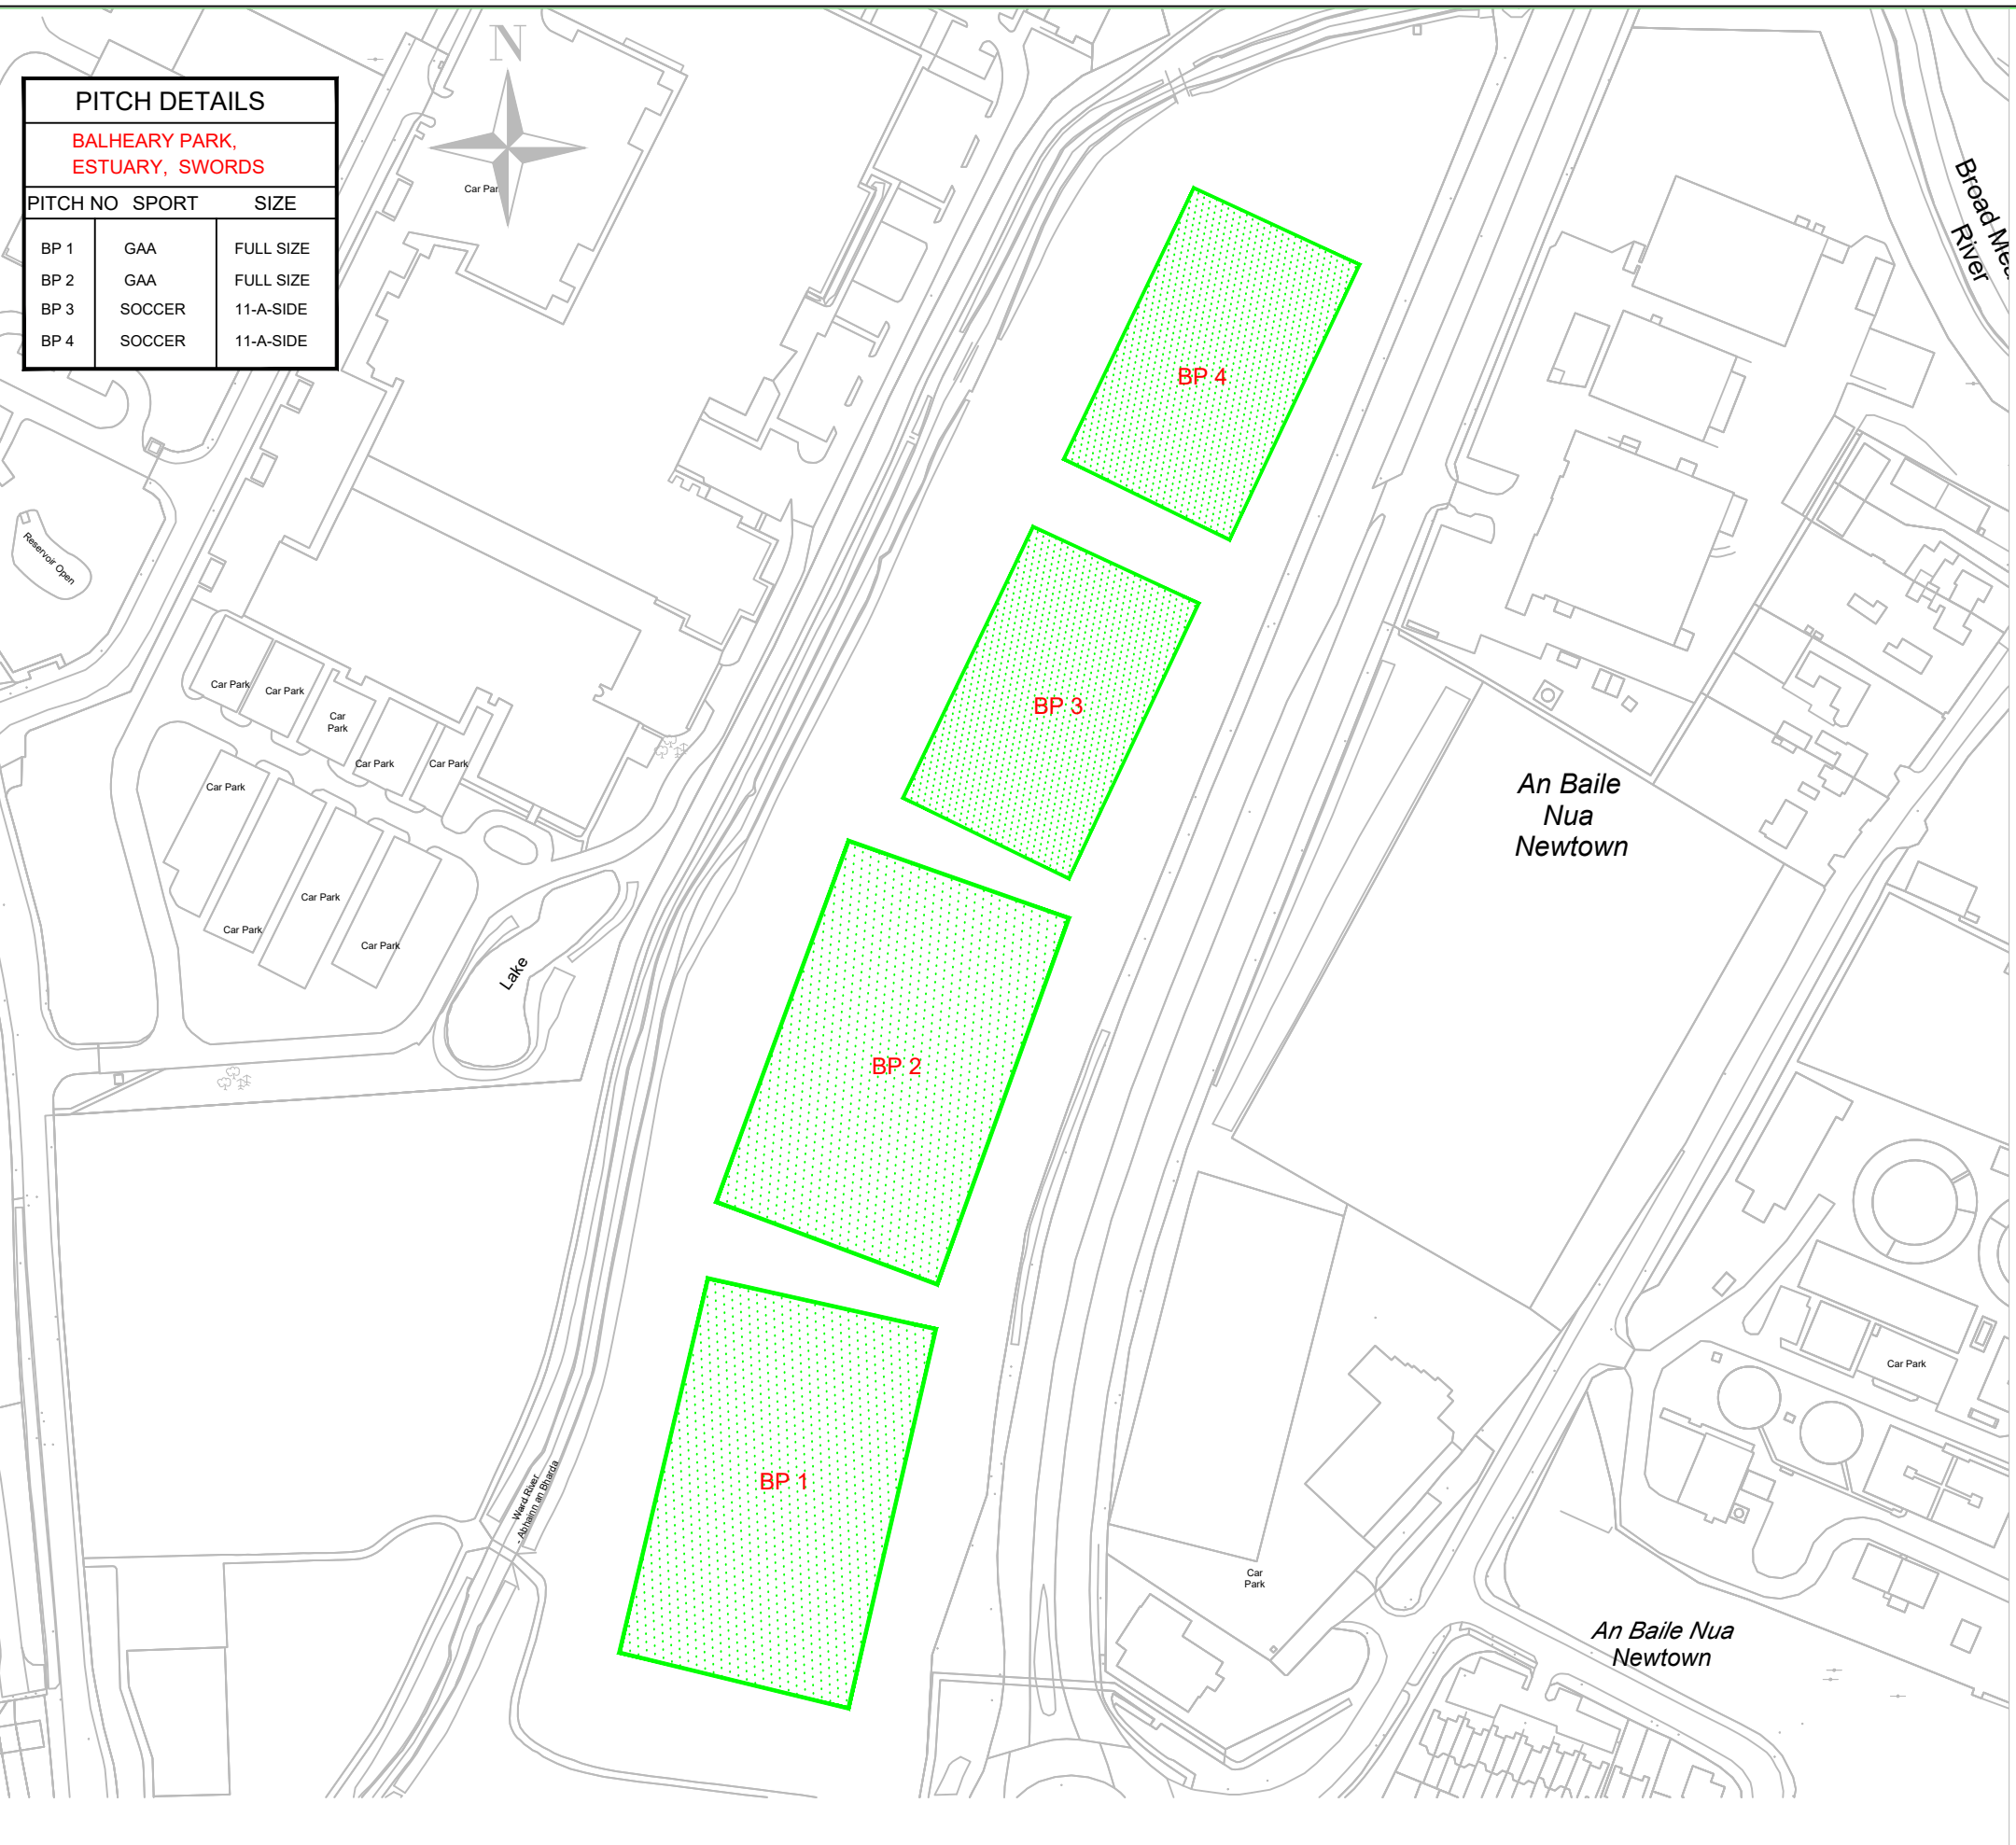 N
PITCH DETAILS
BALHEARY PARK,
ESTUARY, SWORDS
PITCH NO SPORT SIZE
BP 1 GAA FULL SIZE
BP 2 GAA FULL SIZE
BP 3 SOCCER 11-A-SIDE
BP 4 SOCCER 11-A-SIDE
Car Par
Broad Me
River
BP 4
Reservoir Open
Car Park
Car Park
Car
Park
Car Park
Car Park
BP 3
Car Park
An Baile
Nua
Newtown
Car Park
Car Park
Car Park
Lake
BP 2
Car Park
BP 1
Ward River
- Abhainn an Bharda
Car
Park
An Baile Nua
Newtown